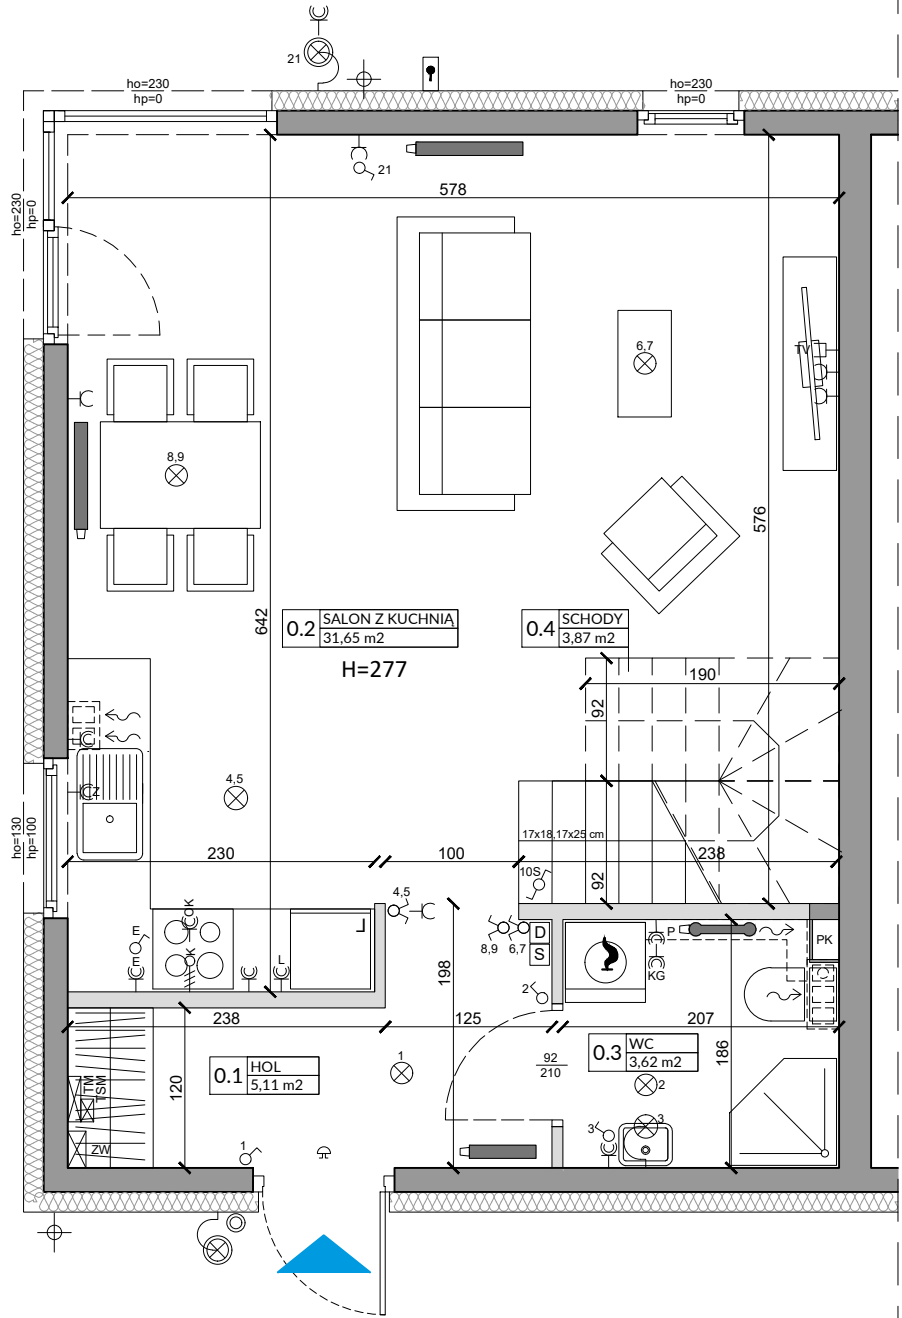 21
ho=230
hp=0
ho=230
hp=0
21
578
ho=230
hp=0
6,7
TV
8,9
576
642
0.2
SALON Z KUCHNIĄ
31,65 m2
H=277
0.4
SCHODY
3,87 m2
190
92
4,5
CZ
ho=130
hp=100
17x18,17x25 cm
230
100
238
10S
92
4,5
OK
E
8,9
6,7
D
S
P
PK
E
K
L
198
KG
2
238
125
207
0.1
HOL
5,11 m2
1
92
210
0.3
WC
3,62 m2
186
2
TM
TSM
120
3
3
ZW
1